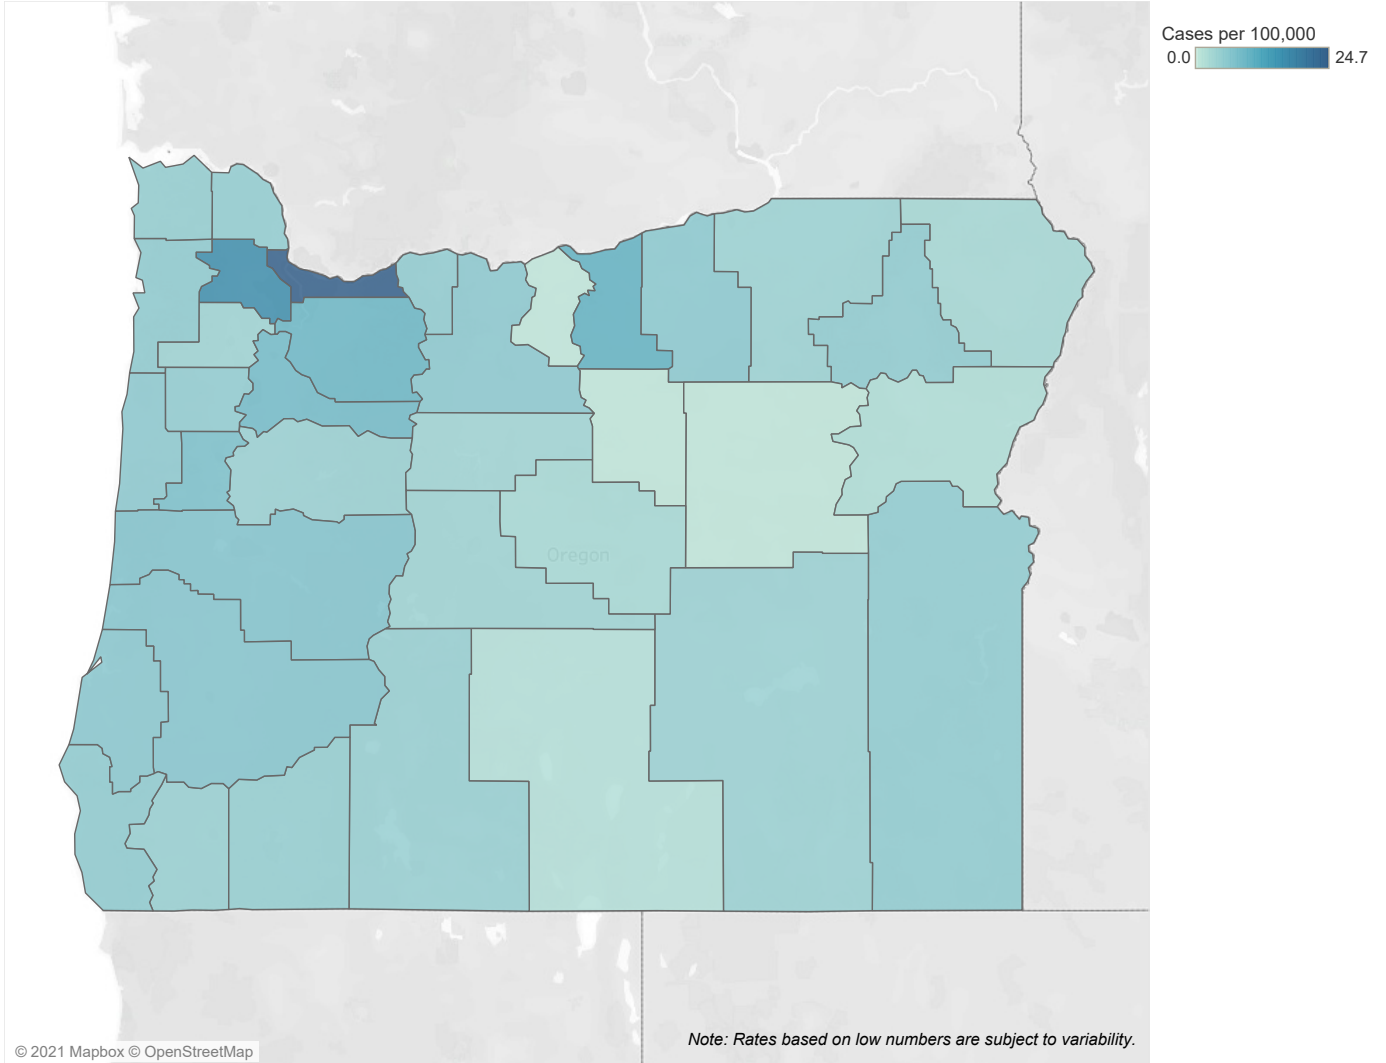 Cases per 100,000
0.0 24.7
Oregon
Note: Rates based on low numbers are subject to variability.
© 2021 Mapbox © OpenStreetMap